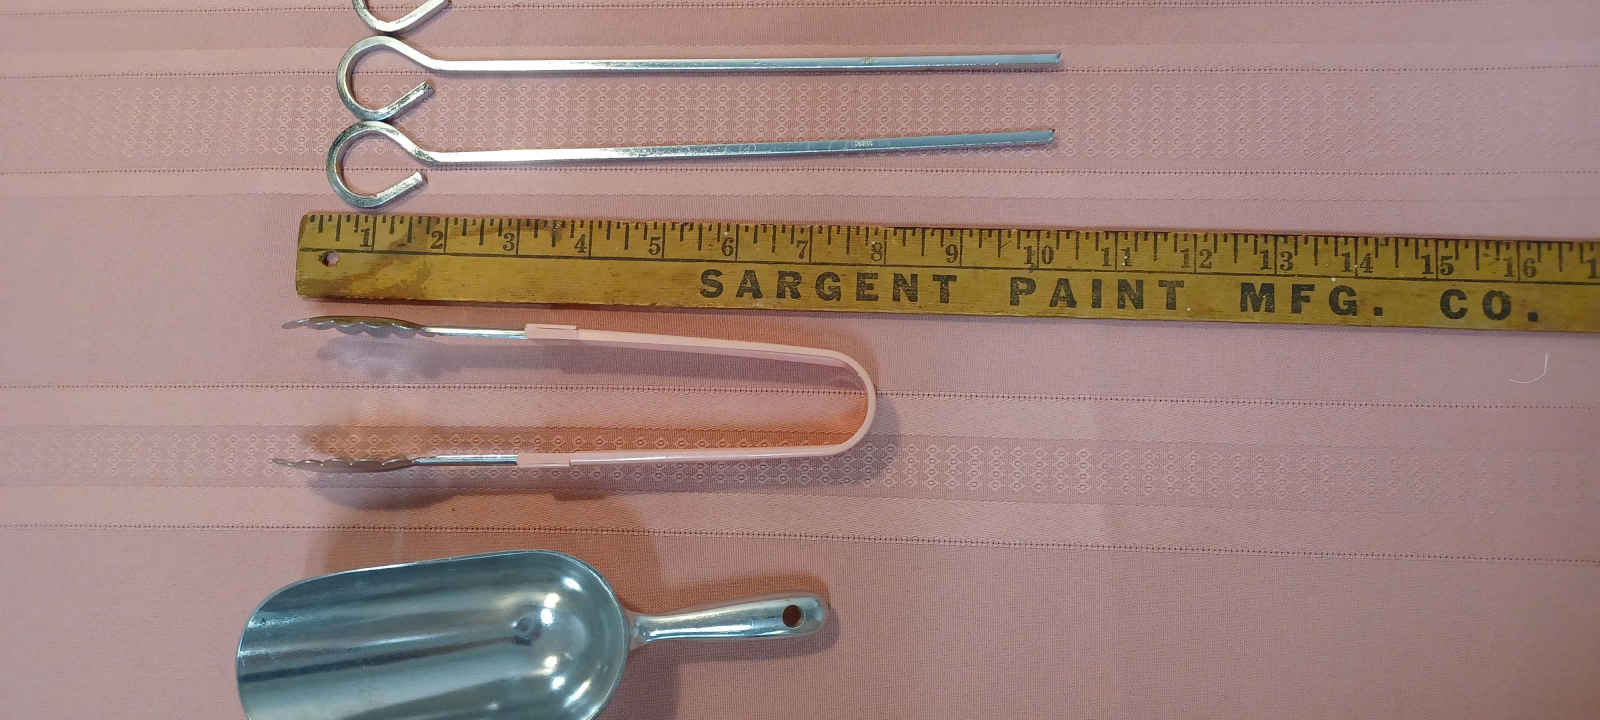 1 2 3 4 5 6 7 8 9 10 11 12 13 14 15 16
SARGENT PAINT MFG. CO.